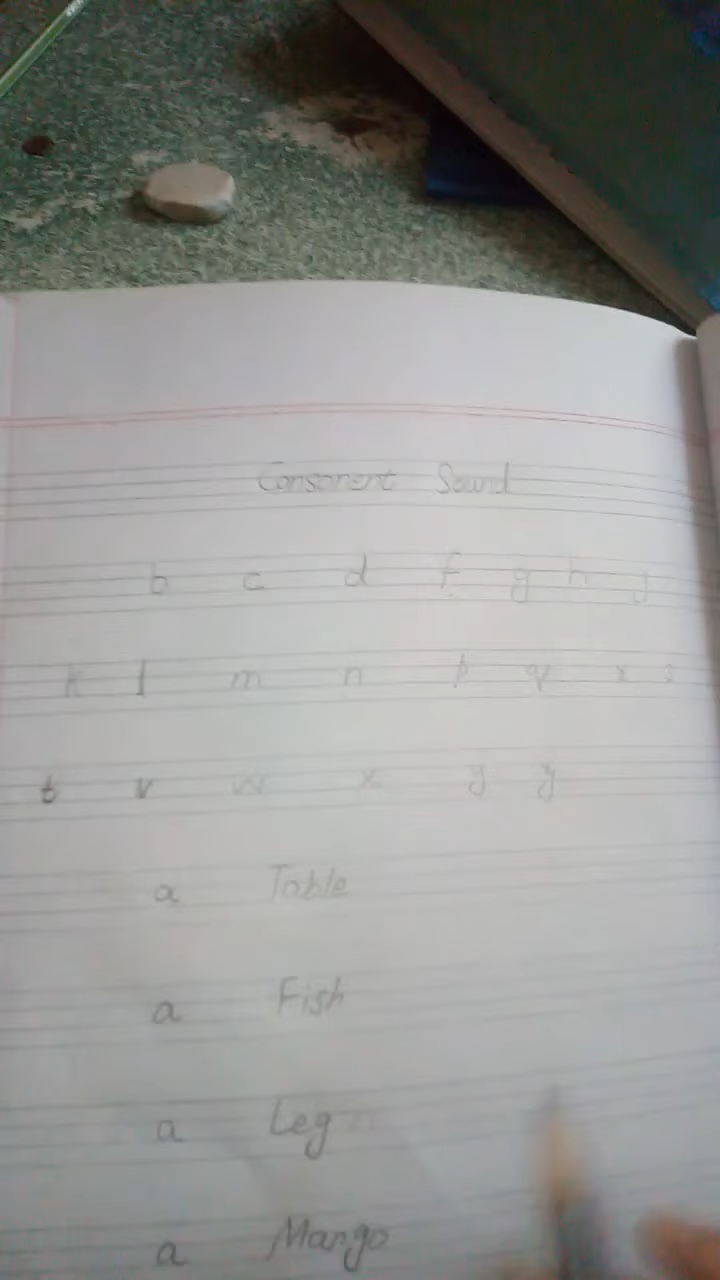 Consonent Sound
b c d f g h j
k l m n p q r s
t v w x y z
a Table
a Fish
a Leg
a Mango